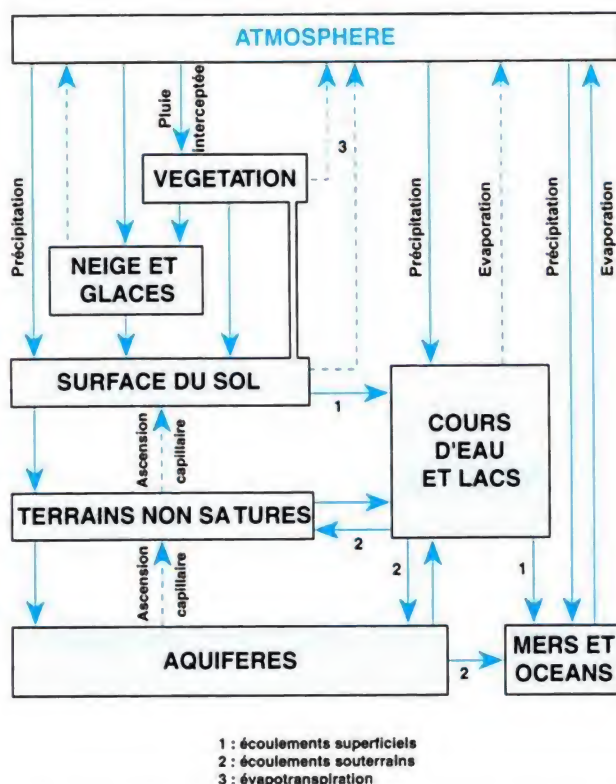 ATMOSPHERE
Pluie
interceptée
3
VEGETATION
Précipitation
Précipitation
Evaporation
Précipitation
Evaporation
NEIGE ET
GLACES
SURFACE DU SOL
1
COURS
D'EAU
ET LACS
Ascension
capillaire
TERRAINS NON SATURES
2
Ascension
capillaire
2
1
AQUIFERES
2
MERS ET
OCEANS
1 : écoulements superficiels
2 : écoulements souterrains
3 : évapotranspiration